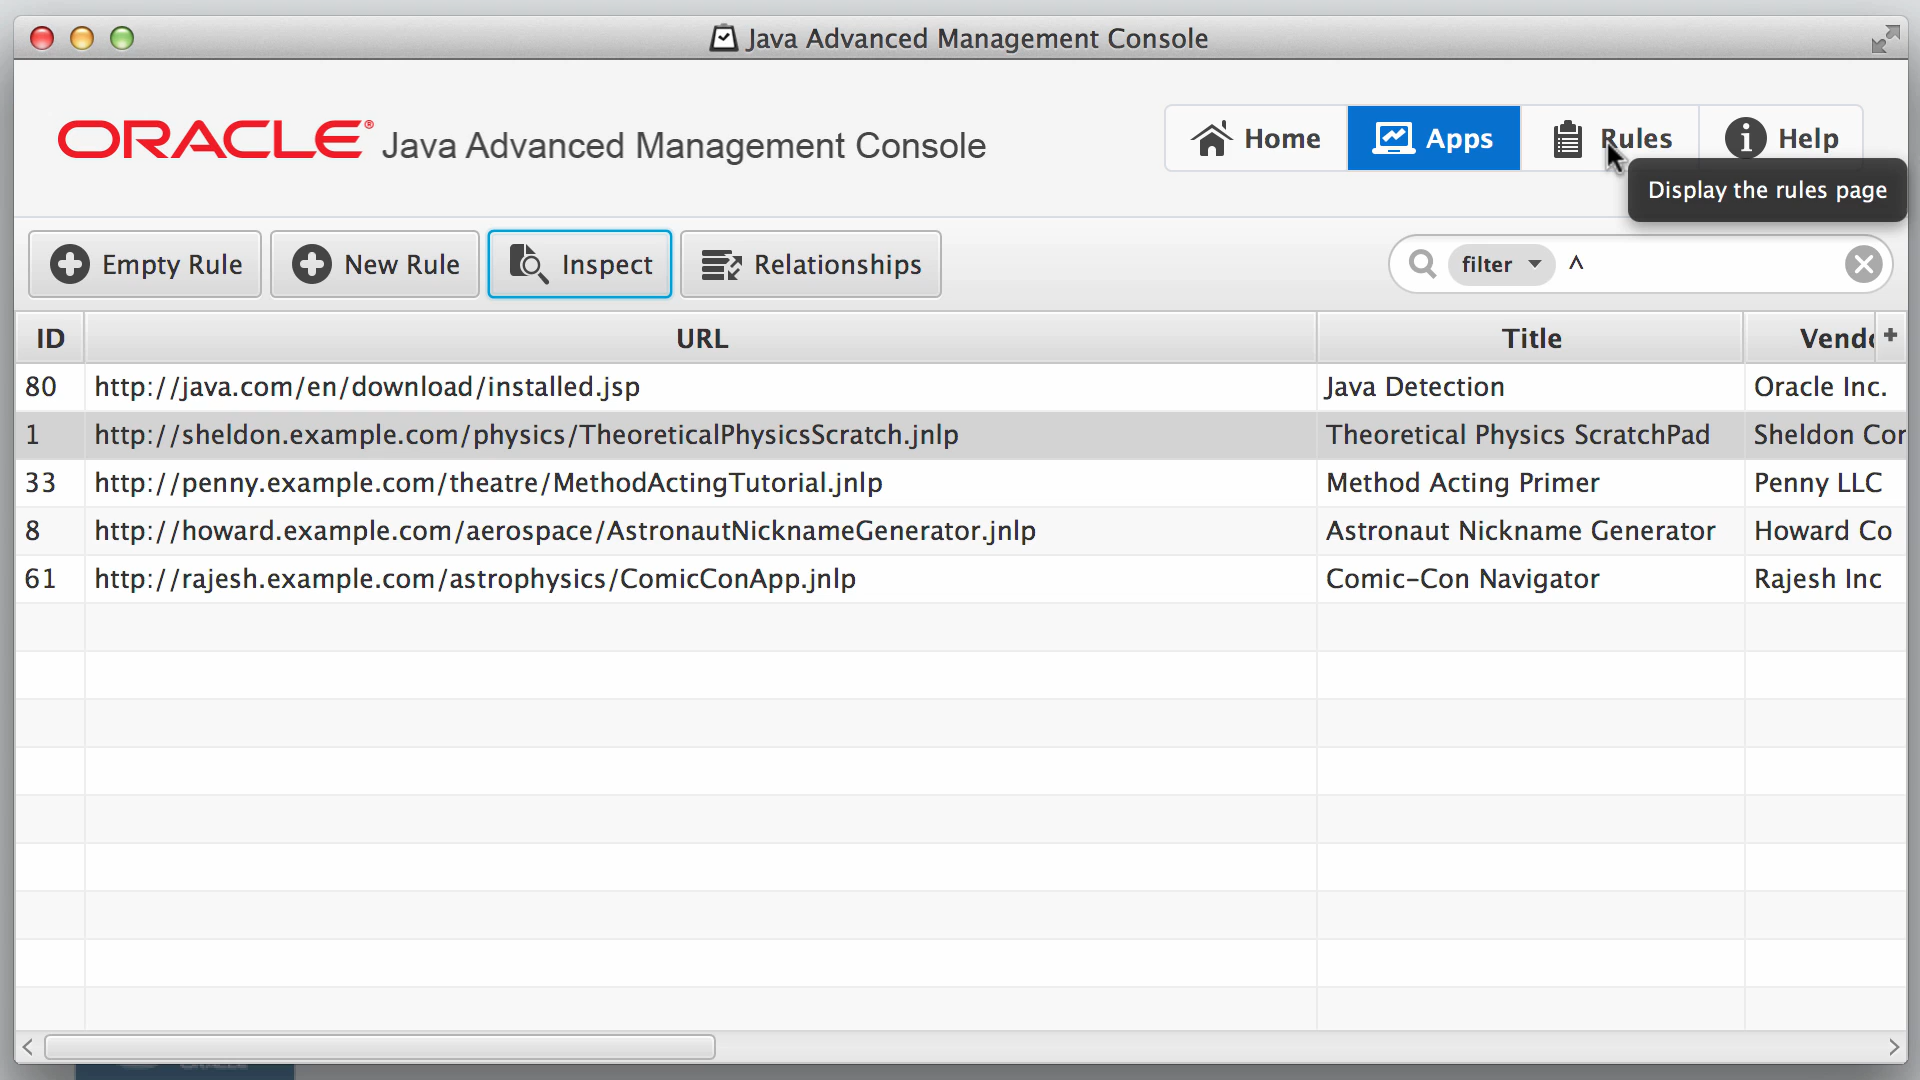 Java Advanced Management Console
ORACLE® Java Advanced Management Console
Home Apps Rules Help
Display the rules page
Empty Rule New Rule Inspect Relationships filter ^
ID URL Title Vend +
80 http://java.com/en/download/installed.jsp Java Detection Oracle Inc.
1 http://sheldon.example.com/physics/TheoreticalPhysicsScratch.jnlp Theoretical Physics ScratchPad Sheldon Cor
33 http://penny.example.com/theatre/MethodActingTutorial.jnlp Method Acting Primer Penny LLC
8 http://howard.example.com/aerospace/AstronautNicknameGenerator.jnlp Astronaut Nickname Generator Howard Co
61 http://rajesh.example.com/astrophysics/ComicConApp.jnlp Comic-Con Navigator Rajesh Inc